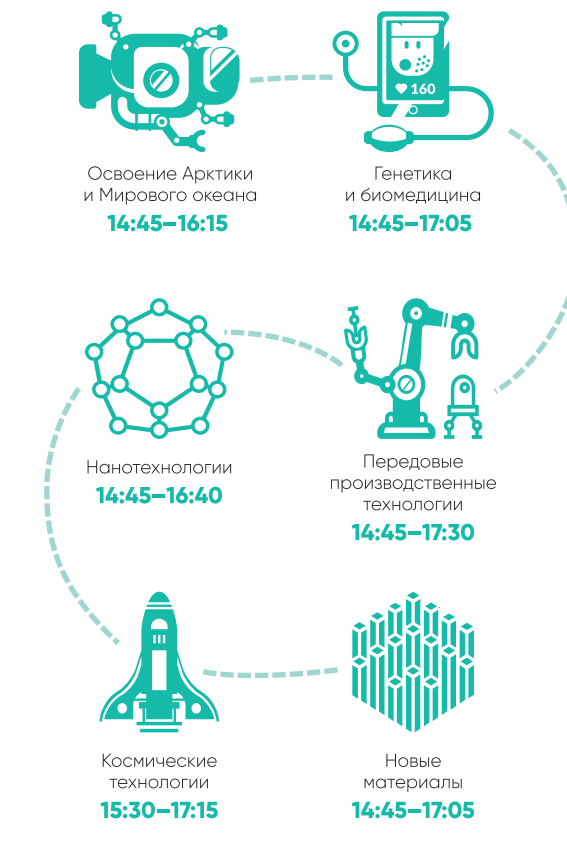 160
Освоение Арктики
и Мирового океана
14:45–16:15
Генетика
и биомедицина
14:45–17:05
Нанотехнологии
14:45–16:40
Передовые
производственные
технологии
14:45–17:30
Космические
технологии
15:30–17:15
Новые
материалы
14:45–17:05